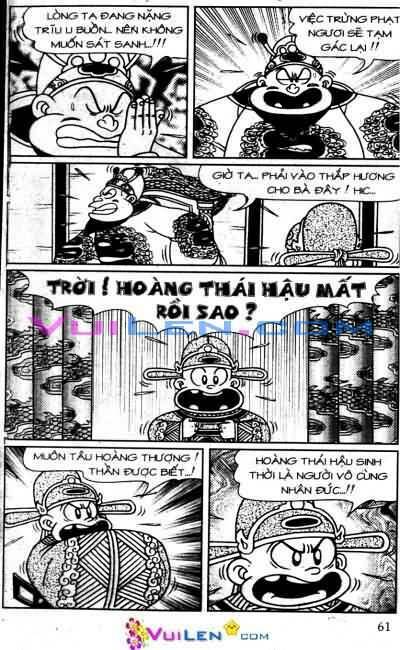 LÒNG TA ĐANG NẶNG
TRĨU U BUỒN... NÊN KHÔNG
MUỐN SÁT SANH...!!!
VIỆC TRỪNG PHẠT
NGƯƠI SẼ TẠM
GÁC LẠI !!
GIỜ TA... PHẢI VÀO THẮP HƯƠNG
CHO BÀ ĐÂY ! HIC...
TRỜI ! HOÀNG THÁI HẬU MẤT
RỒI SAO ?
VUILEN.COM
MUÔN TÂU HOÀNG THƯỢNG !
THẦN ĐƯỢC BIẾT...!
HOÀNG THÁI HẬU SINH
THỜI LÀ NGƯỜI VÔ CÙNG
NHÂN ĐỨC...!!
61
VUILEN.COM